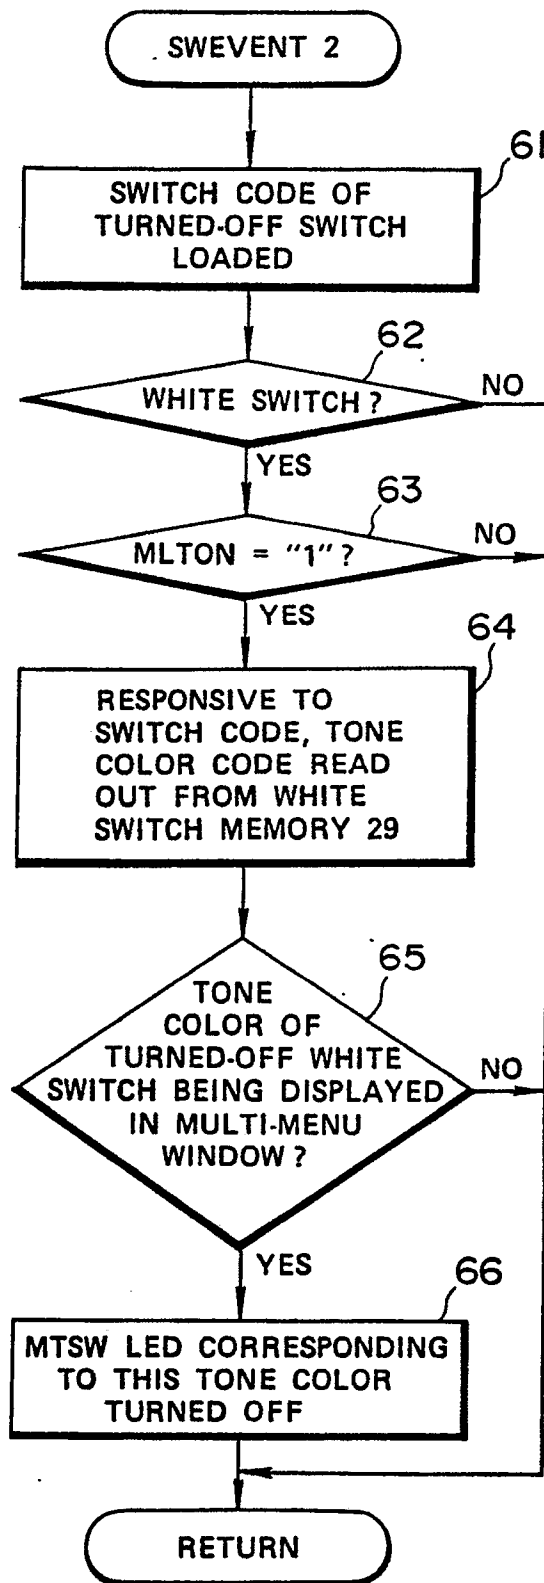 SWEVENT 2
61
SWITCH CODE OF
TURNED-OFF SWITCH
LOADED
62
WHITE SWITCH ?
NO
YES
63
MLTON = "1" ?
NO
YES
64
RESPONSIVE TO
SWITCH CODE, TONE
COLOR CODE READ
OUT FROM WHITE
SWITCH MEMORY 29
65
TONE
COLOR OF
TURNED-OFF WHITE
SWITCH BEING DISPLAYED
IN MULTI-MENU
WINDOW ?
NO
YES
66
MTSW LED CORRESPONDING
TO THIS TONE COLOR
TURNED OFF
RETURN